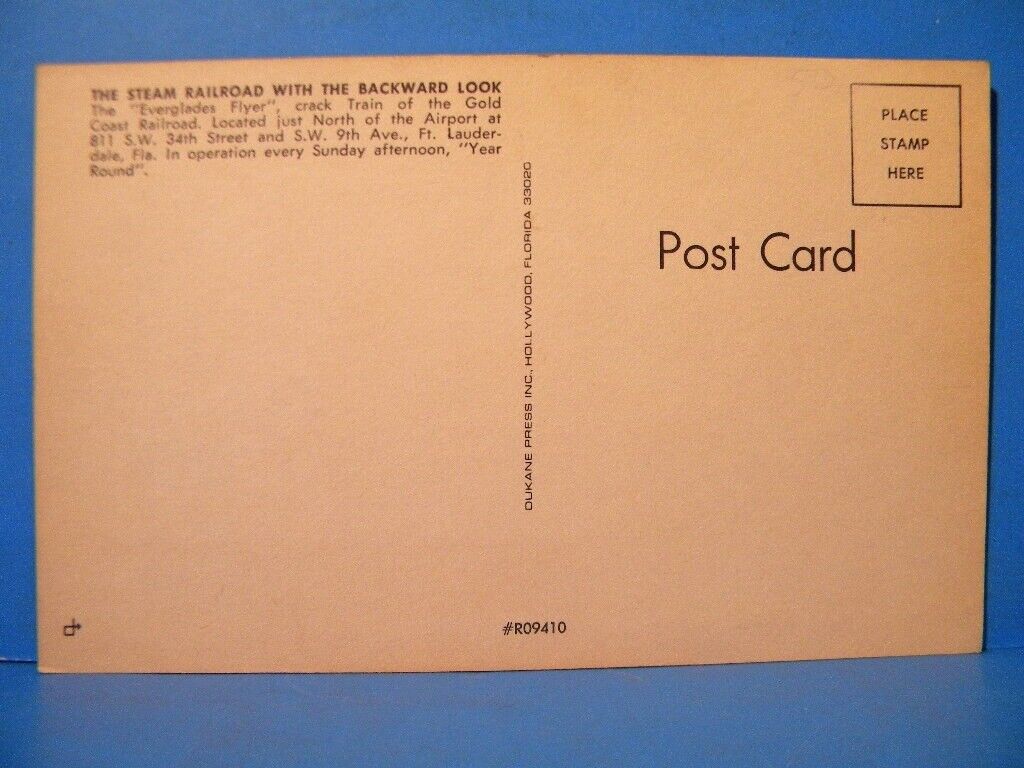 THE STEAM RAILROAD WITH THE BACKWARD LOOK
The "Everglades Flyer", crack Train of the Gold
Coast Railroad. Located just North of the Airport at
811 S.W. 34th Street and S.W. 9th Ave., Ft. Lauder-
dale, Fla. In operation every Sunday afternoon, "Year
Round".
DUKANE PRESS INC., HOLLYWOOD, FLORIDA 33020
PLACE
STAMP
HERE
Post Card
#R09410